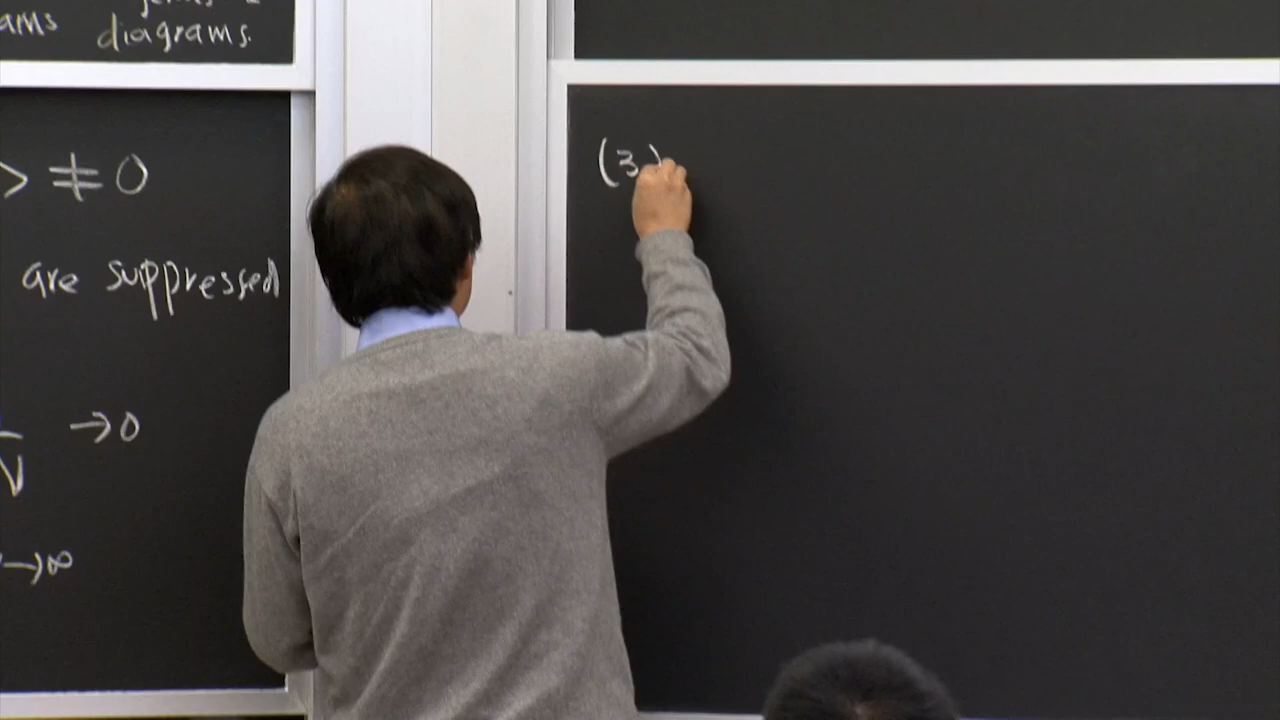 diagrams.
> ≠ 0
are suppressed
→0
→∞
(3)